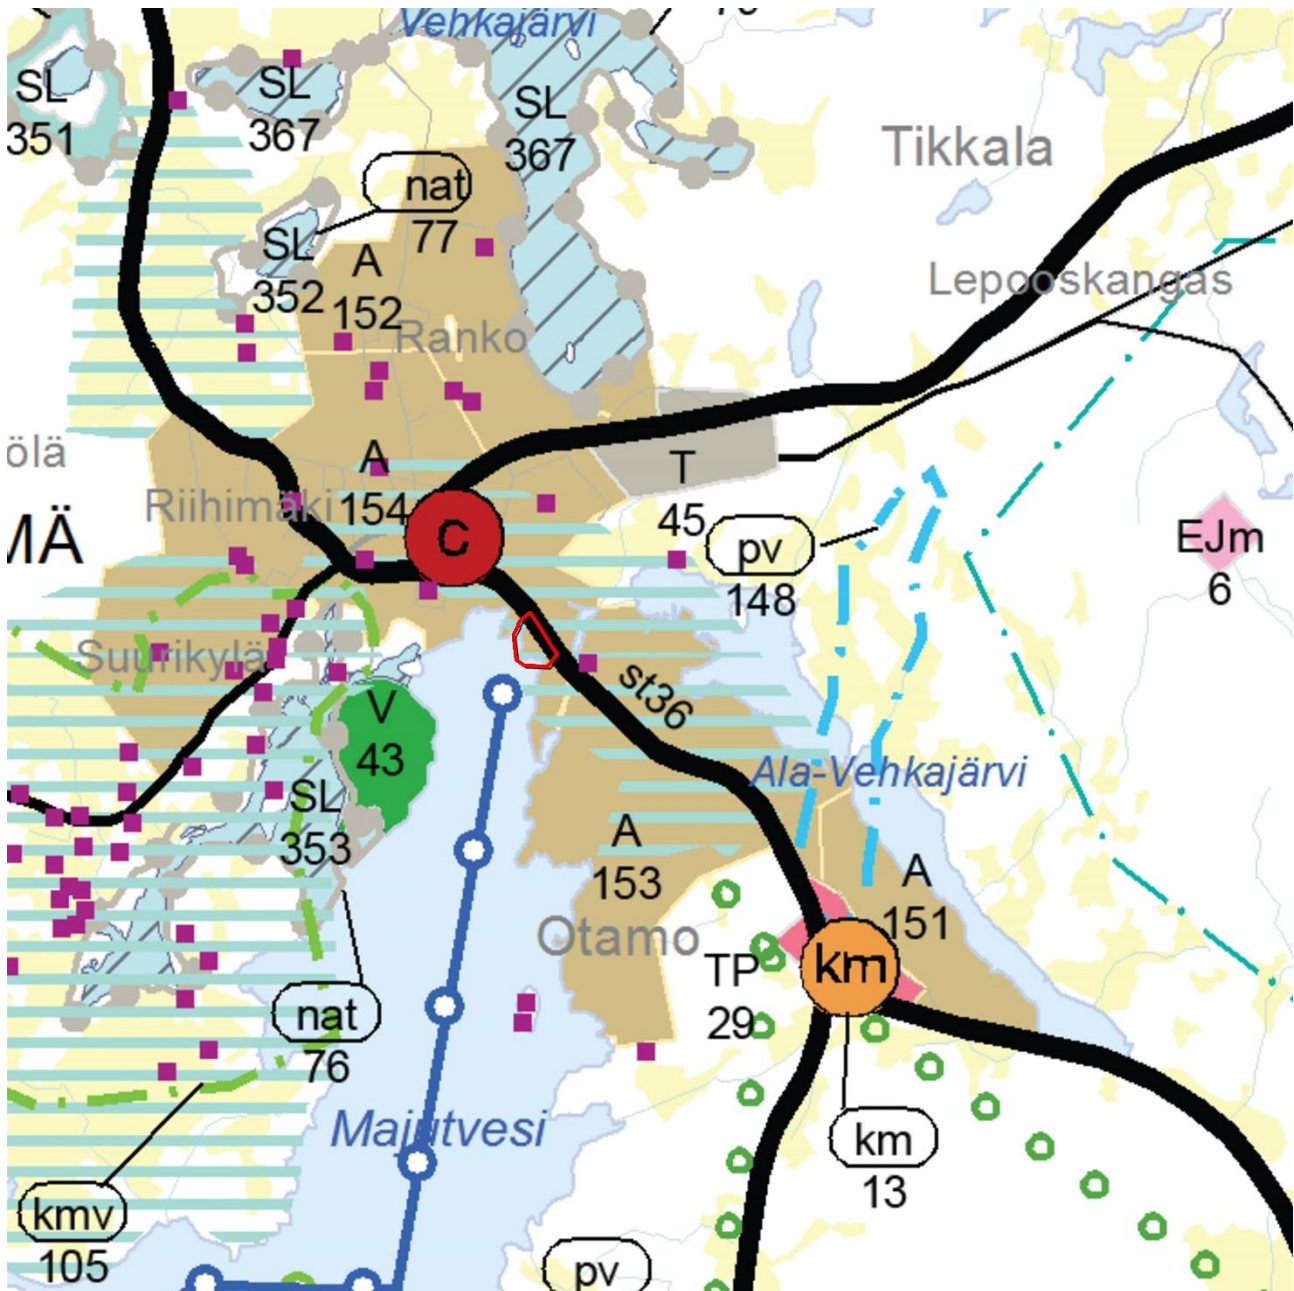 Vehkajärvi
SL
351
SL
367
SL
367
Tikkala
nat
77
SL
352
A
152
Ranko
Lepooskangas
ölä
A
154
Riihimäki
C
T
45
MÄ
pv
148
EJm
6
Suurikylä
st36
V
43
Ala-Vehkajärvi
SL
353
A
153
A
151
Otamo
km
TP
29
nat
76
Majutvesi
km
13
kmv
105
pv